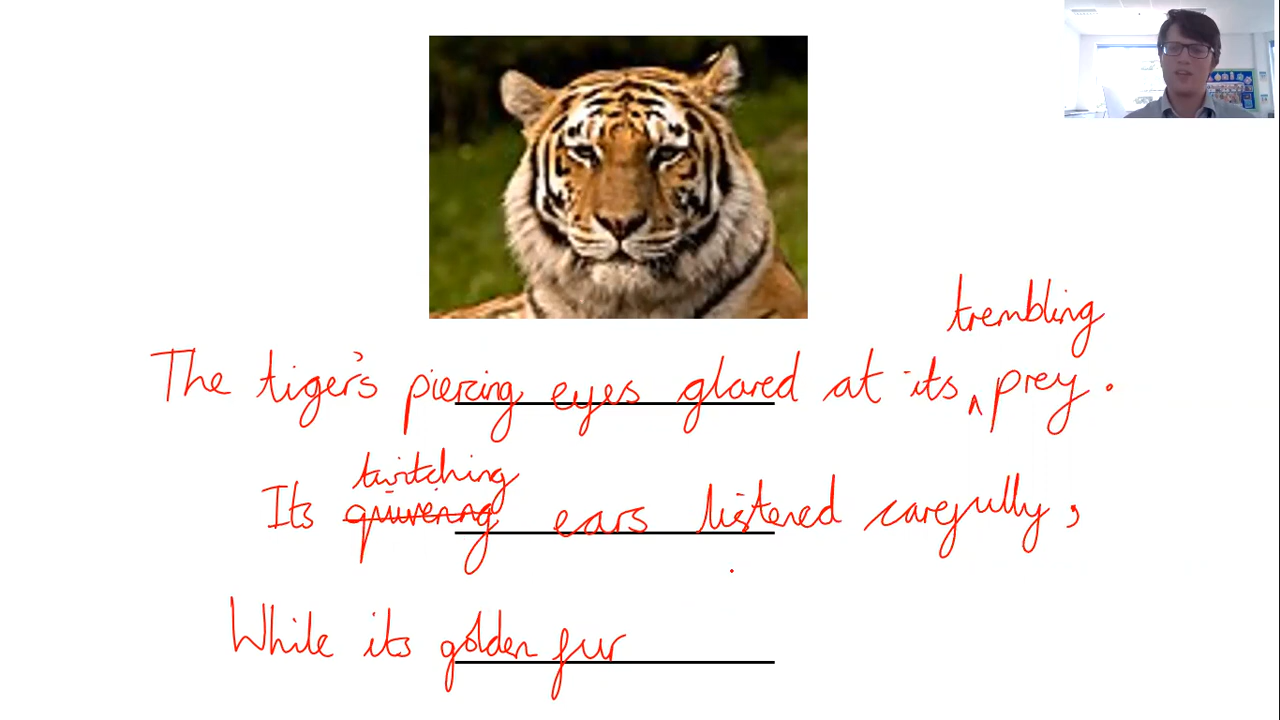 trembling
The tiger's piercing eyes glared at its ^ prey.
twitching
Its quivering ears listened carefully,
While its golden fur